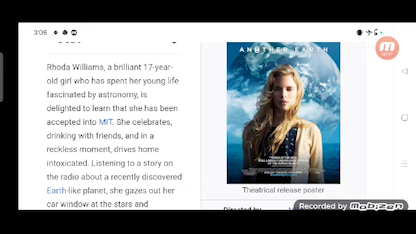 3:08
Rhoda Williams, a brilliant 17-year-
old girl who has spent her young life
fascinated by astronomy, is
delighted to learn that she has been
accepted into MIT. She celebrates,
drinking with friends, and in a
reckless moment, drives home
intoxicated. Listening to a story on
the radio about a recently discovered
Earth-like planet, she gazes out her
car window at the stars and
ANOTHER EARTH
Theatrical release poster
Directed by
Recorded by mobizen